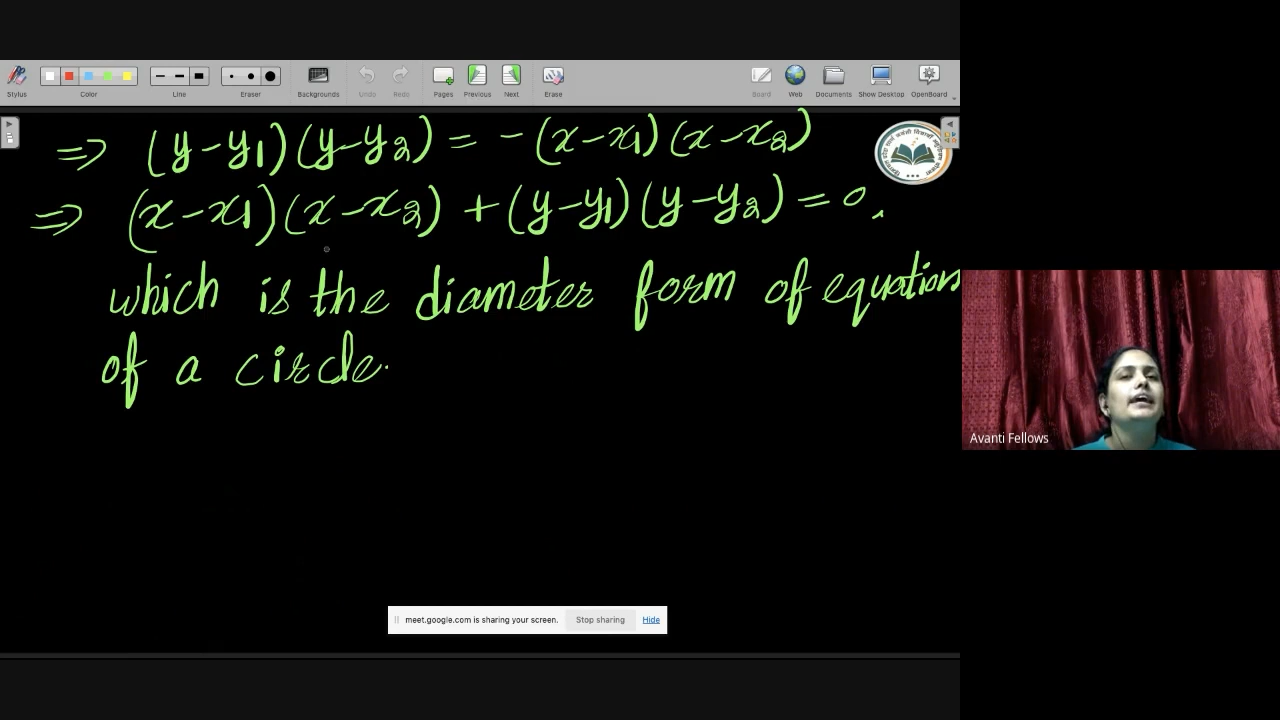 Stylus Color Line Eraser Backgrounds Undo Redo Pages Previous Next Erase Board Web Documents Show Desktop OpenBoard
⇒ (y-y1)(y-y2) = -(x-x1)(x-x2)
⇒ (x-x1)(x-x2) + (y-y1)(y-y2) = 0.
which is the diameter form of equation
of a circle.
Avanti Fellows
meet.google.com is sharing your screen. Stop sharing Hide